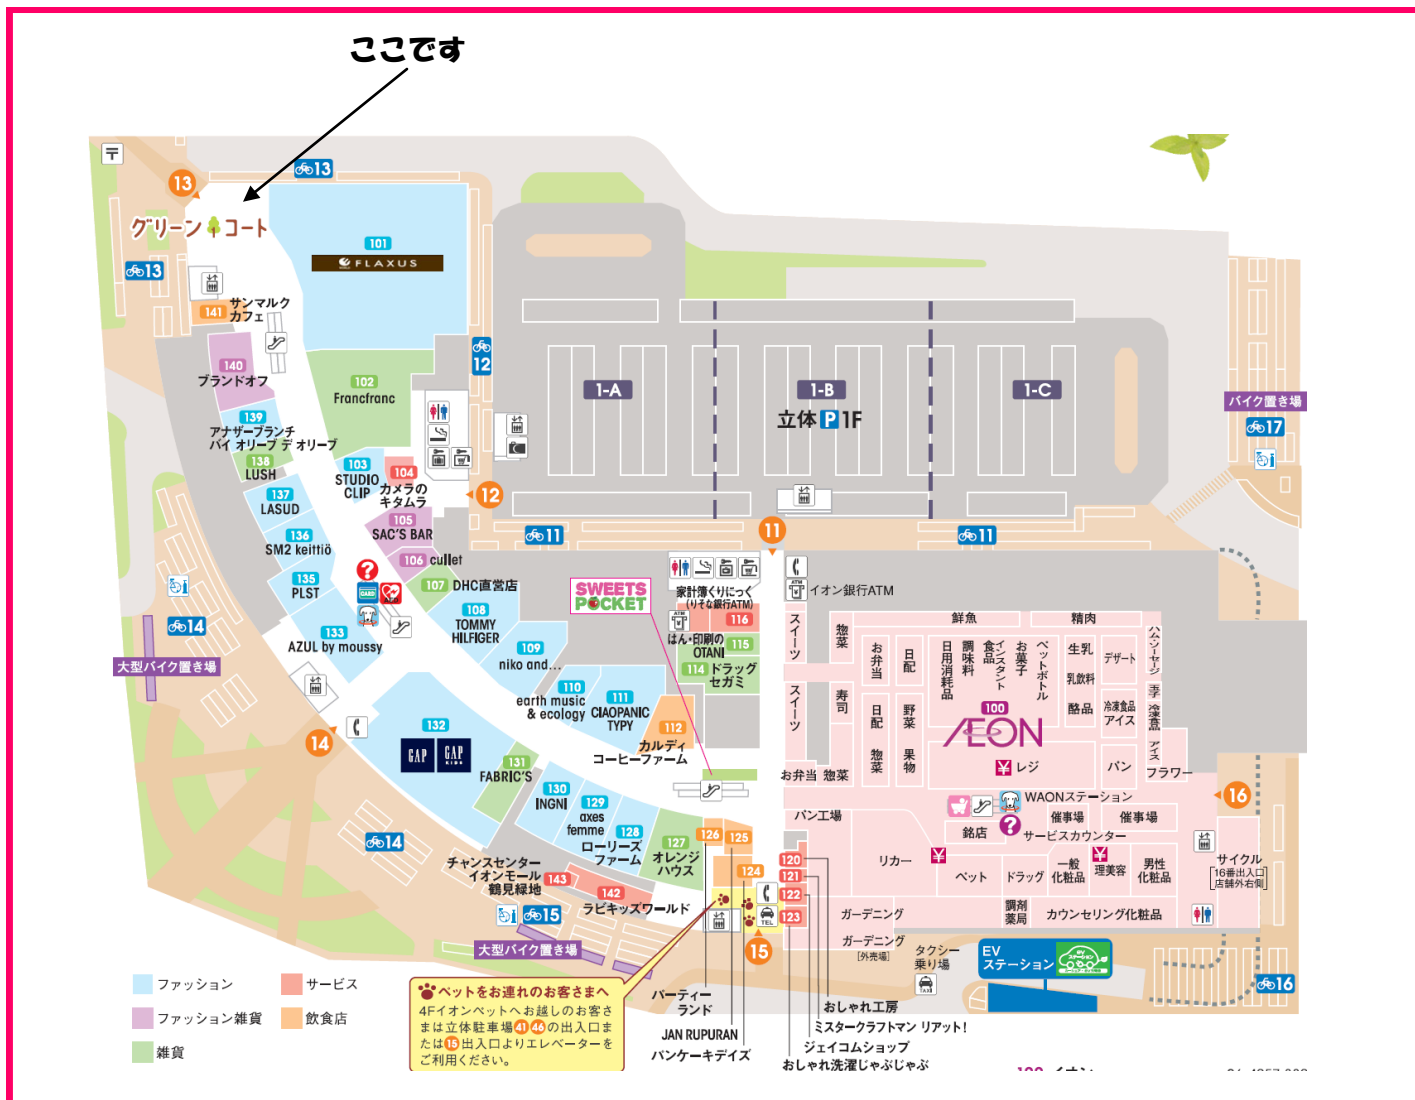 ここです
13
13
グリーンコート
101
FLAXUS
13
141
サンマルク
カフェ
12
140
ブランドオフ
102
Francfranc
1-A
1-B
1-C
立体 P 1F
バイク置き場
17
139
アナザーブランチ
バイ オリーブ デ オリーブ
138
LUSH
103
STUDIO
CLIP
104
カメラの
キタムラ
12
137
LASUD
105
SAC'S BAR
136
SM2 keittiö
106 cullet
11
11
11
135
PLST
?
CARD
AED
107 DHC直営店
SWEETS
POCKET
家計簿くりにっく
(りそな銀行ATM)
ATM
イオン銀行ATM
ATM
116
14
133
AZUL by moussy
108
TOMMY
HILFIGER
はん・印刷の
OTANI
115
114 ドラッグ
セガミ
大型バイク置き場
109
niko and...
110
earth music
& ecology
111
CIAOPANIC
TYPY
112
カルディ
コーヒーファーム
スイーツ
スイーツ
惣菜
寿司
お弁当
日配
日配
野菜
惣菜
果物
鮮魚
精肉
日用消耗品
調味料
インスタント
食品
お菓子
ペットボトル
生乳
乳飲料
酪品
デザート
冷凍食品
アイス
ハム・ソーセージ
玉子
冷凍食品
アイス
100
ÆON
レジ
パン
フラワー
14
132
GAP
GAP
KIDS
131
FABRIC'S
130
INGNI
129
axes
femme
128
ローリーズ
ファーム
127
オレンジ
ハウス
126
125
124
お弁当
惣菜
パン工場
WAONステーション
16
銘店
催事場
催事場
?
サービスカウンター
14
チャンスセンター
イオンモール
鶴見緑地
143
142
ラビキッズワールド
120
121
122
123
リカー
ペット
ドラッグ
一般
化粧品
理美容
男性
化粧品
サイクル
[16番出入口
店舗外右側]
15
大型バイク置き場
TEL
15
ガーデニング
調剤
薬局
カウンセリング化粧品
ガーデニング
[外売場]
タクシー
乗り場
TAXI
EV
ステーション
16
ファッション
サービス
ファッション雑貨
飲食店
雑貨
ペットをお連れのお客さまへ
4Fイオンペットへお越しのお客さ
まは立体駐車場41 46の出入口ま
たは15出入口よりエレベーターを
ご利用ください。
パーティー
ランド
JAN RUPURAN
パンケーキデイズ
おしゃれ工房
ミスタークラフトマン リアット!
ジェイコムショップ
おしゃれ洗濯じゃぶじゃぶ